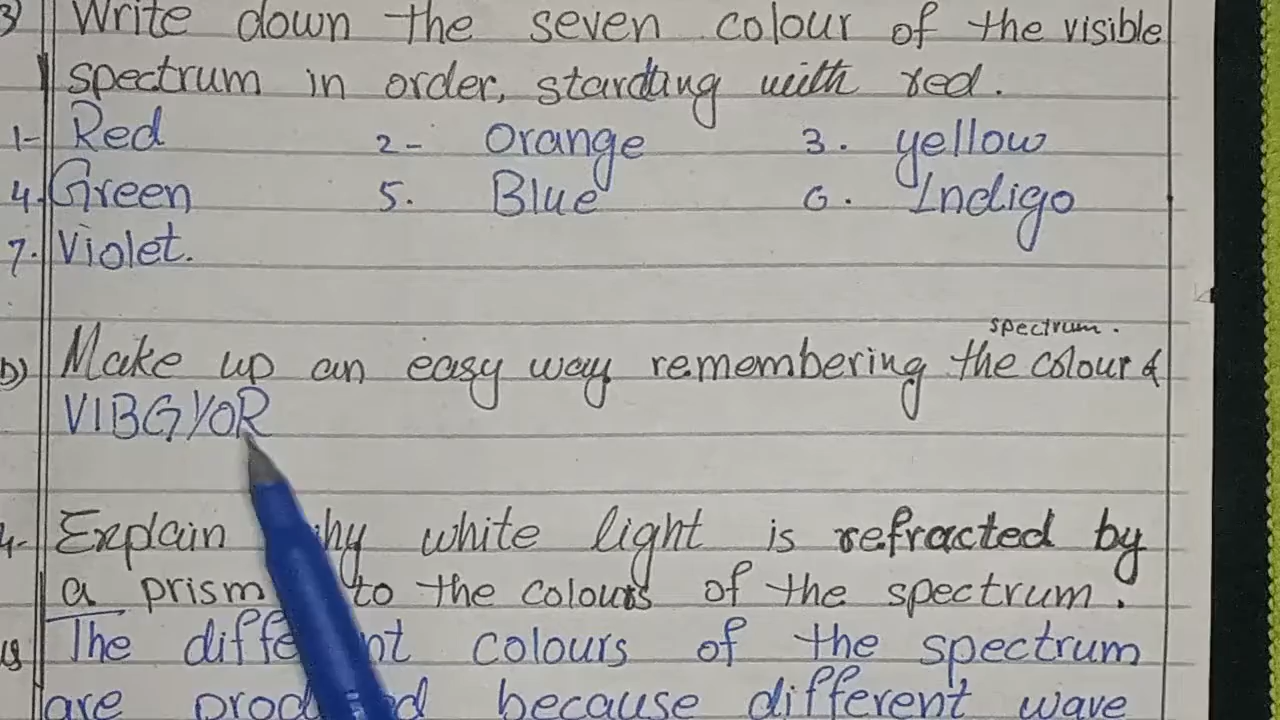 3) Write down the seven colour of the visible
spectrum in order, starting with red.
1- Red 2- Orange 3. yellow
4. Green 5. Blue 6. Indigo
7. Violet.
spectrum.
b) Make up an easy way remembering the colour of
VIBGYOR
4- Explain why white light is refracted by
a prism to the colours of the spectrum.
The different colours of the spectrum
are because different wave